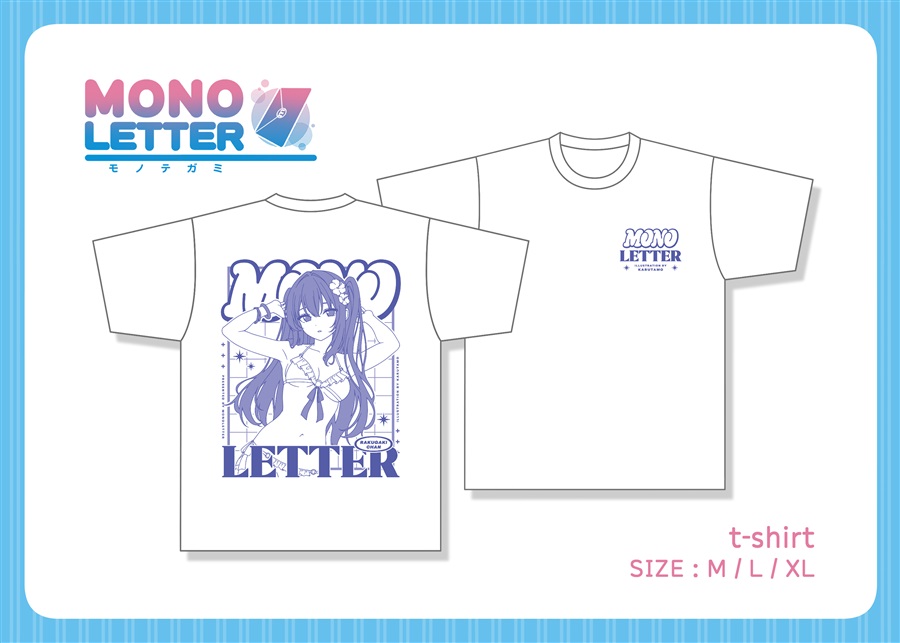 MONO
LETTER
モノテガミ
MONO
LETTER
RAKUGAKI
CHAN
MONO
LETTER
ILLUSTRATION BY
KARUTAMO
t-shirt
SIZE : M / L / XL